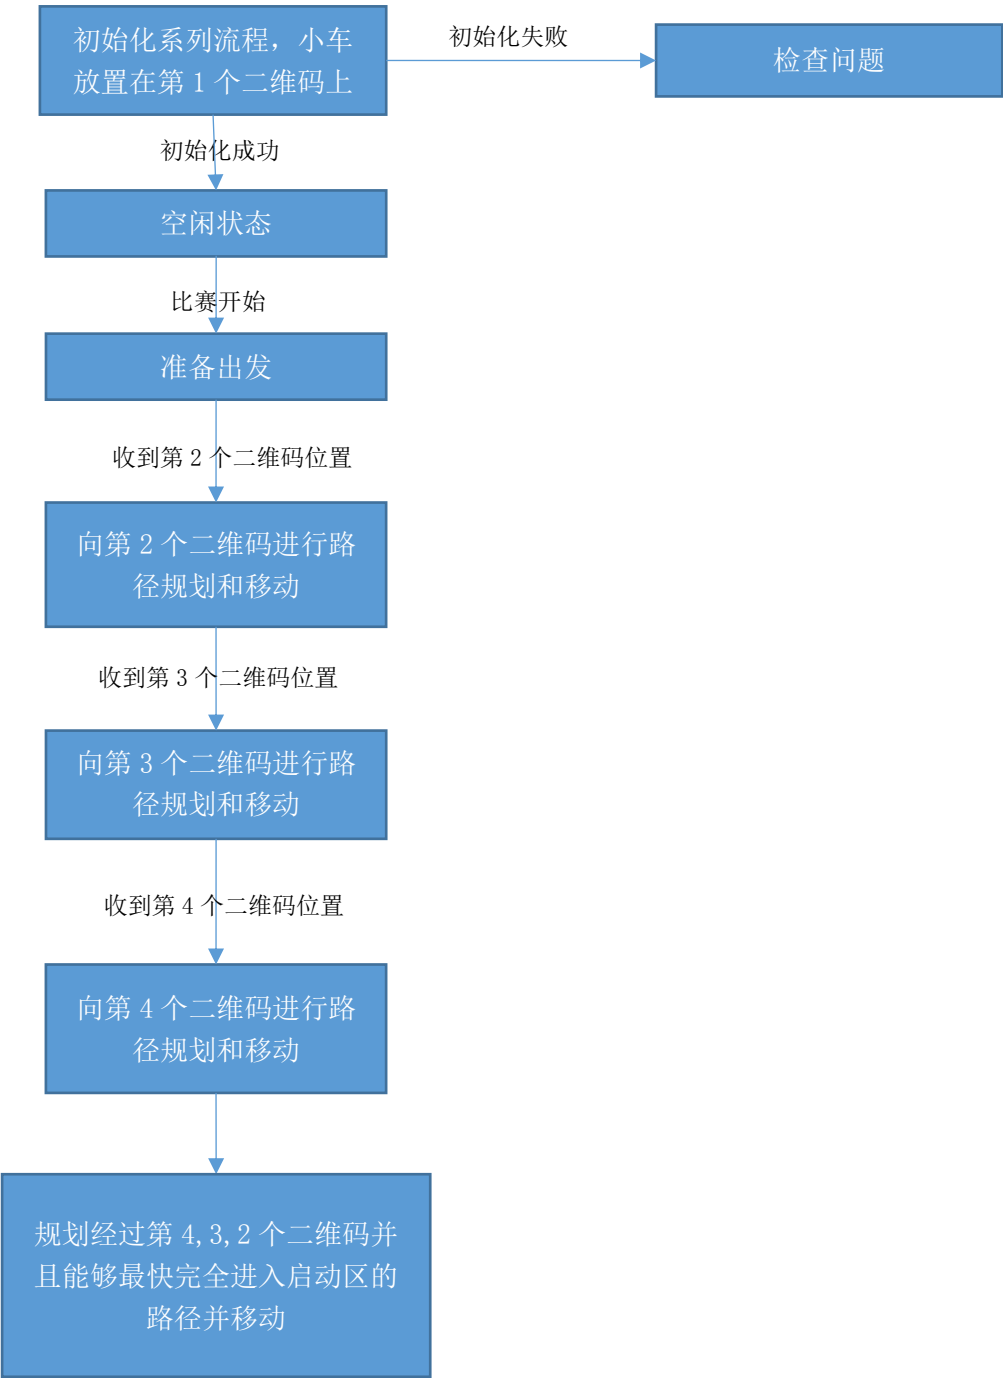 初始化系列流程，小车
放置在第 1 个二维码上
初始化失败
检查问题
初始化成功
空闲状态
比赛开始
准备出发
收到第 2 个二维码位置
向第 2 个二维码进行路
径规划和移动
收到第 3 个二维码位置
向第 3 个二维码进行路
径规划和移动
收到第 4 个二维码位置
向第 4 个二维码进行路
径规划和移动
规划经过第 4,3,2 个二维码并
且能够最快完全进入启动区的
路径并移动